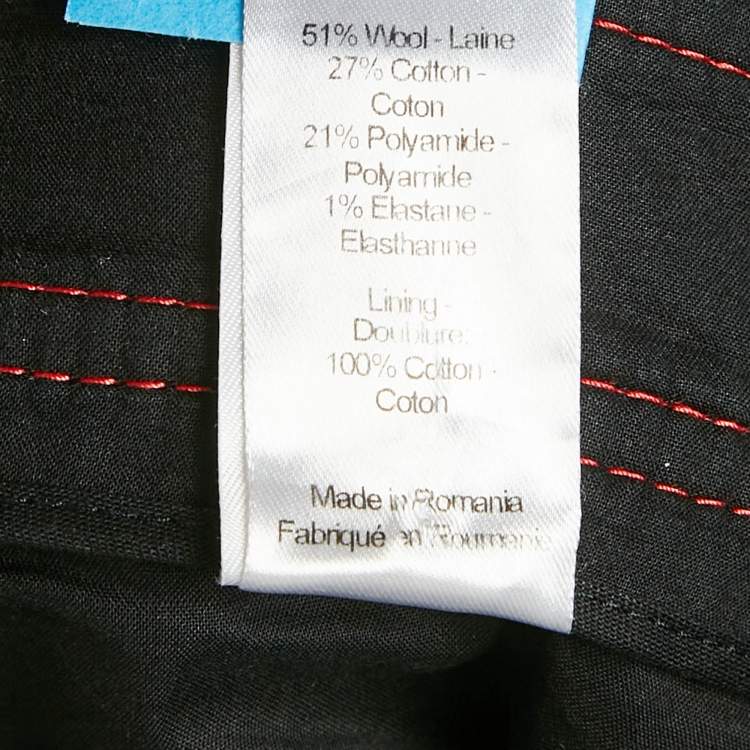 51% Wool - Laine
27% Cotton -
Coton
21% Polyamide -
Polyamide
1% Elastane -
Elasthanne
Lining -
Doublure:
100% Cotton -
Coton
Made in Romania
Fabriqué en Roumanie